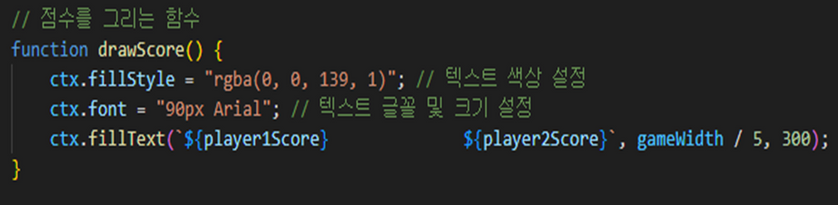 // 점수를 그리는 함수
function drawScore() {
    ctx.fillStyle = "rgba(0, 0, 139, 1)"; // 텍스트 색상 설정
    ctx.font = "90px Arial"; // 텍스트 글꼴 및 크기 설정
    ctx.fillText(`${player1Score}             ${player2Score}`, gameWidth / 5, 300);
}